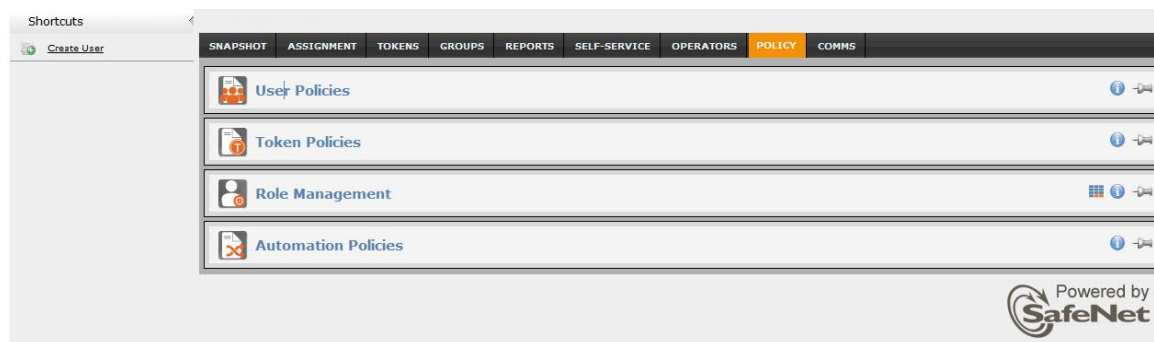 Shortcuts
Create User
SNAPSHOT ASSIGNMENT TOKENS GROUPS REPORTS SELF-SERVICE OPERATORS POLICY COMMS
User Policies
Token Policies
Role Management
Automation Policies
Powered by
SafeNet